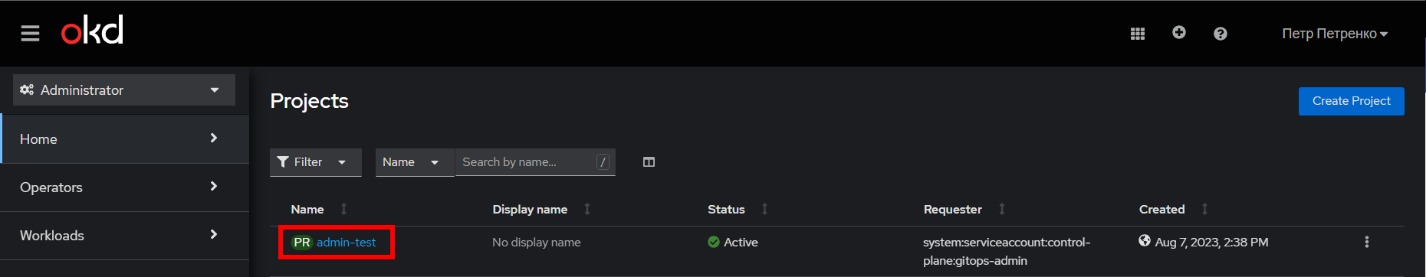 okd
Петр Петренко
Administrator
Projects
Create Project
Home
Filter
Name
Search by name...
/
Operators
Name
Display name
Status
Requester
Created
Workloads
PR admin-test
No display name
Active
system:serviceaccount:control-
plane:gitops-admin
Aug 7, 2023, 2:38 PM